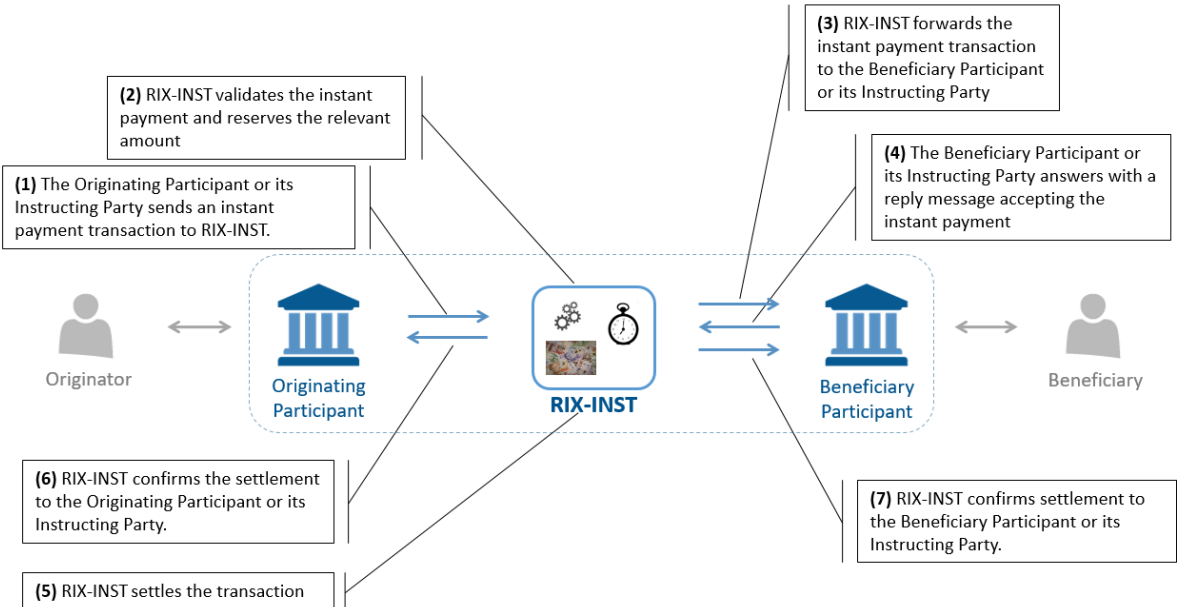 (3) RIX-INST forwards the
instant payment transaction
to the Beneficiary Participant
or its Instructing Party
(2) RIX-INST validates the instant
payment and reserves the relevant
amount
(4) The Beneficiary Participant or
its Instructing Party answers with a
reply message accepting the
instant payment
(1) The Originating Participant or its
Instructing Party sends an instant
payment transaction to RIX-INST.
Originator
Originating
Participant
RIX-INST
Beneficiary
Participant
Beneficiary
(6) RIX-INST confirms the settlement
to the Originating Participant or its
Instructing Party.
(7) RIX-INST confirms settlement to
the Beneficiary Participant or its
Instructing Party.
(5) RIX-INST settles the transaction